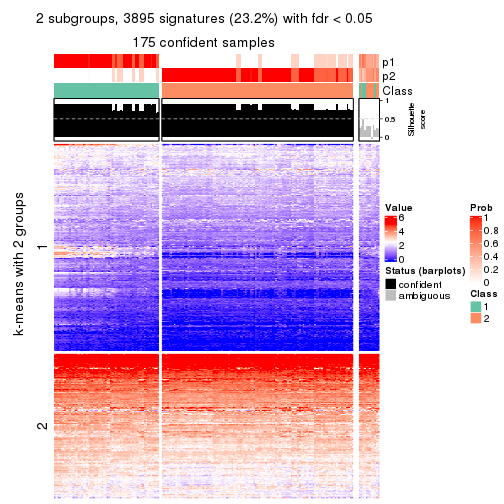 2 subgroups, 3895 signatures (23.2%) with fdr < 0.05
175 confident samples
p1
p2
Class
1
0.5
0
Silhouette
score
k-means with 2 groups
1
2
Value
6
4
2
0
Status (barplots)
confident
ambiguous
Prob
1
0.8
0.6
0.4
0.2
0
Class
1
2